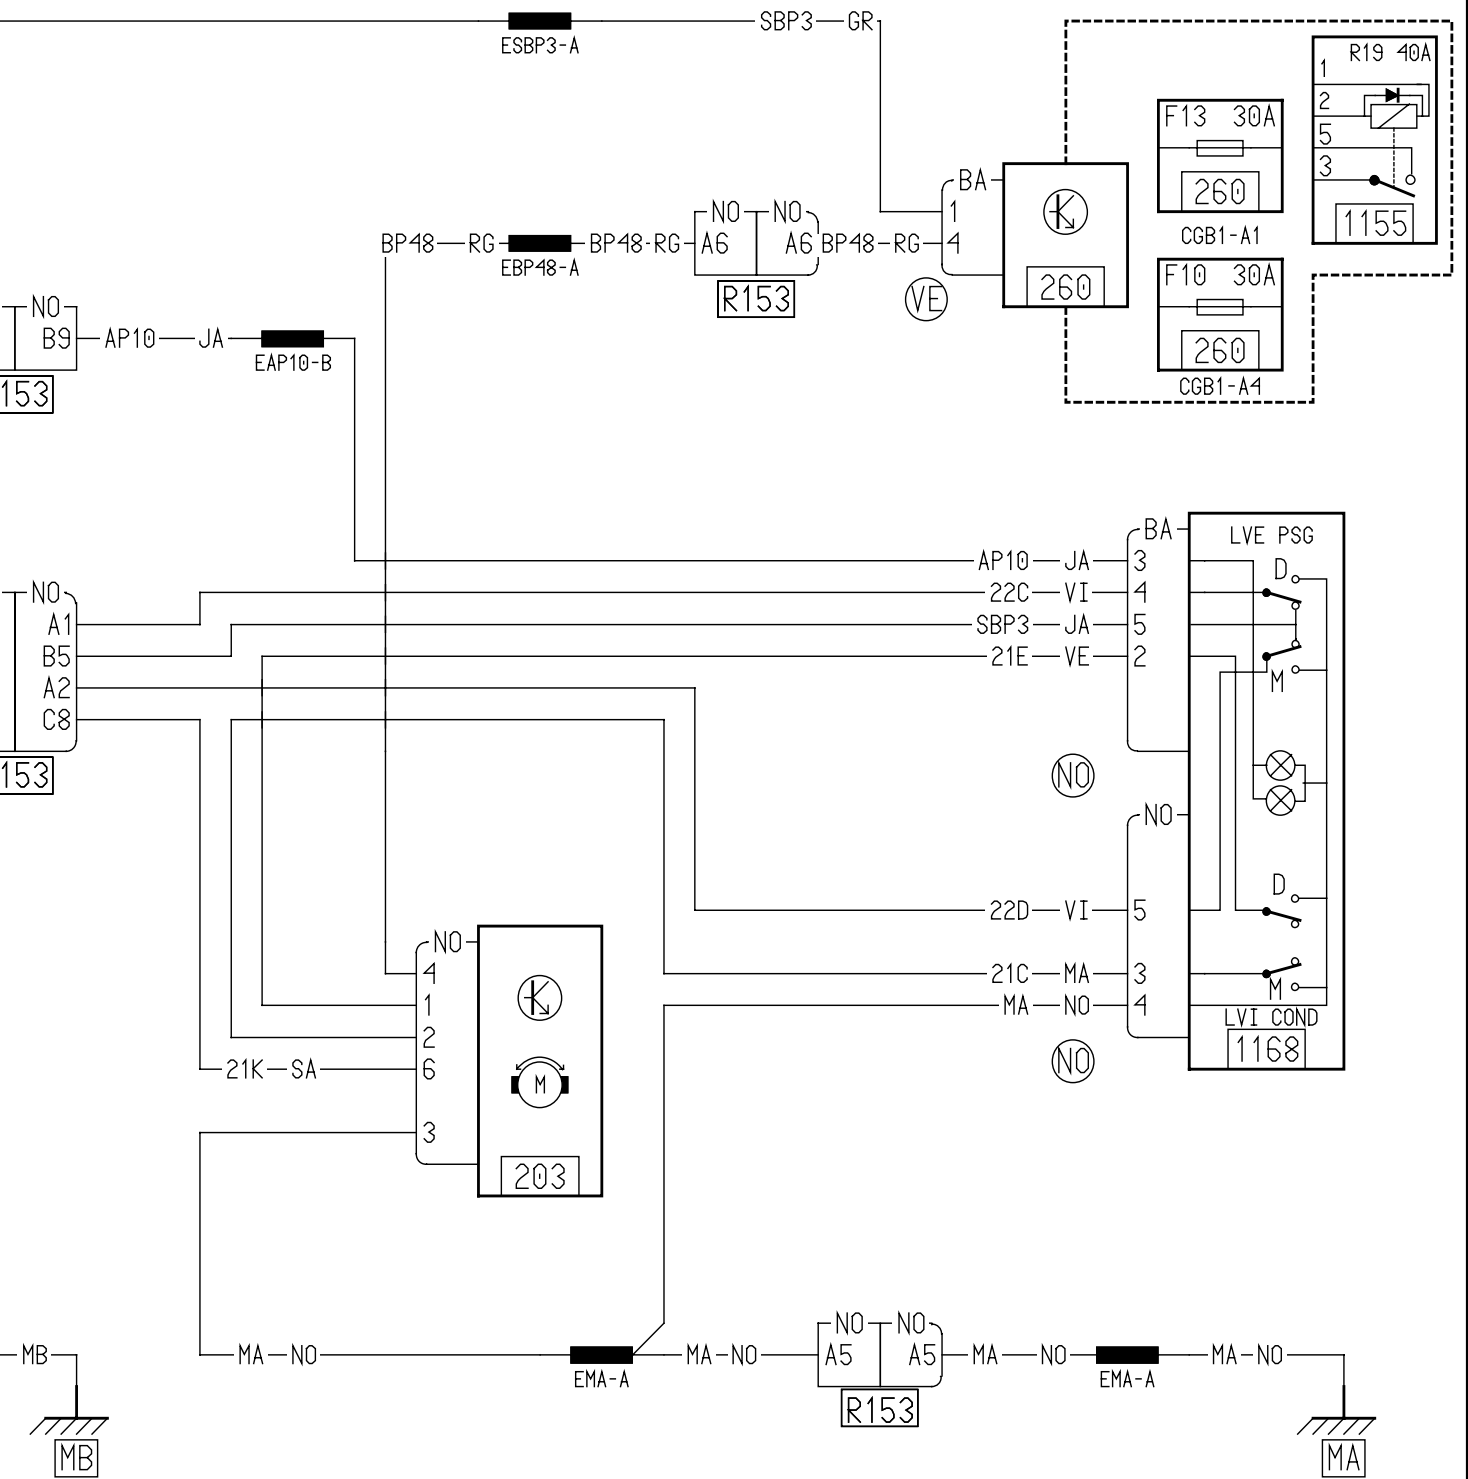 SBP3 GR
ESBP3-A
R19 40A
1
2
5
3
1155
F13 30A
260
CGB1-A1
F10 30A
260
CGB1-A4
BA
1
4
260
VE
BP48 RG
EBP48-A
BP48 RG
NO NO
A6 A6
BP48 RG
R153
NO
B9
AP10 JA
EAP10-B
153
BA
LVE PSG
AP10 JA 3
22C VI 4
SBP3 JA 5
21E VE 2
D
M
NO
A1
B5
A2
C8
153
NO
NO
22D VI 5
21C MA 3
MA NO 4
D
M
LVI COND
1168
NO
NO
4
1
2
21K SA 6
3
M
203
MB
MA NO
EMA-A
MA NO
NO NO
A5 A5
R153
MA NO
EMA-A
MA NO
MB
MA